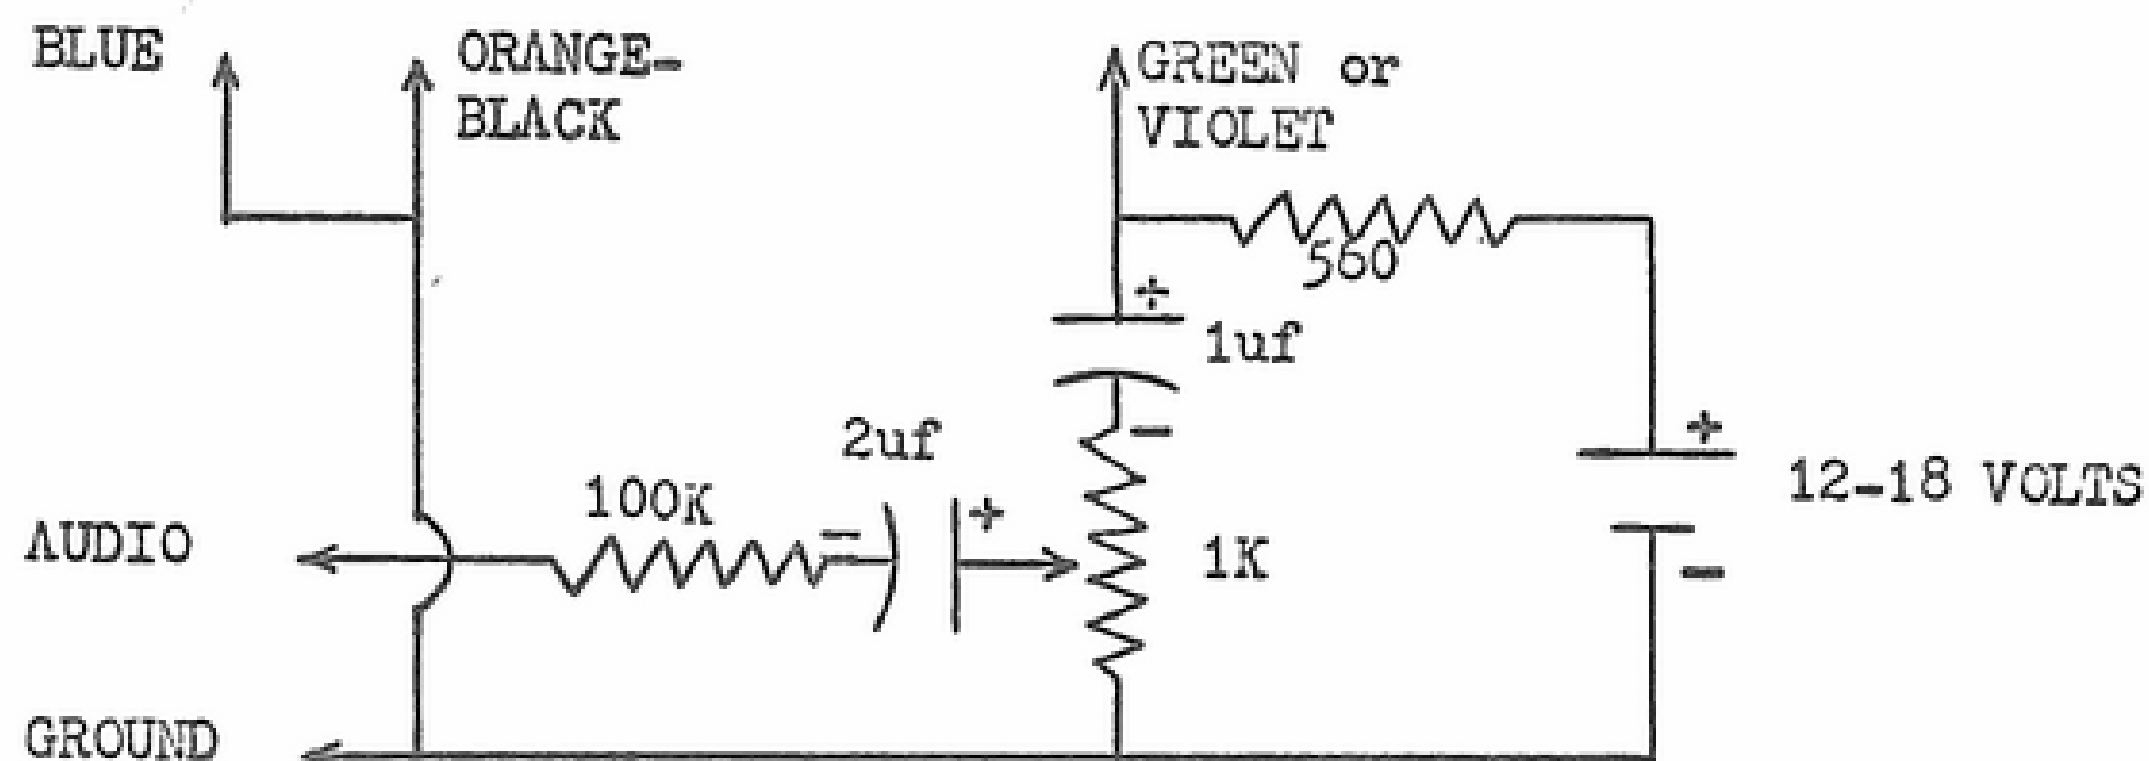 BLUE
ORANGE-
BLACK
GREEN or
VIOLET
560
+
1uf
-
2uf
+
12-18 VOLTS
-
100K
-
+
1K
AUDIO
GROUND